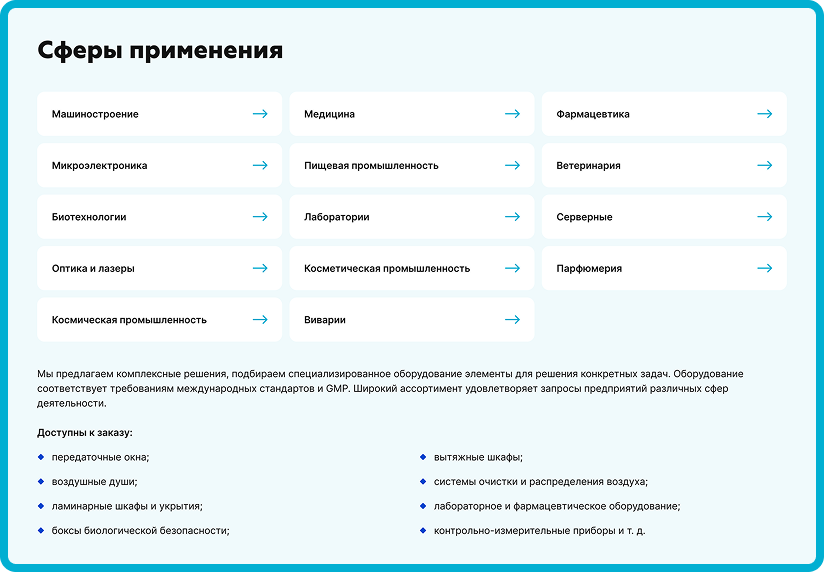 Сферы применения
Машиностроение
Медицина
Фармацевтика
Микроэлектроника
Пищевая промышленность
Ветеринария
Биотехнологии
Лаборатории
Серверные
Оптика и лазеры
Косметическая промышленность
Парфюмерия
Космическая промышленность
Виварии
Мы предлагаем комплексные решения, подбираем специализированное оборудование элементы для решения конкретных задач. Оборудование
соответствует требованиям международных стандартов и GMP. Широкий ассортимент удовлетворяет запросы предприятий различных сфер
деятельности.
Доступны к заказу:
передаточные окна;
воздушные души;
ламинарные шкафы и укрытия;
боксы биологической безопасности;
вытяжные шкафы;
системы очистки и распределения воздуха;
лабораторное и фармацевтическое оборудование;
контрольно-измерительные приборы и т. д.